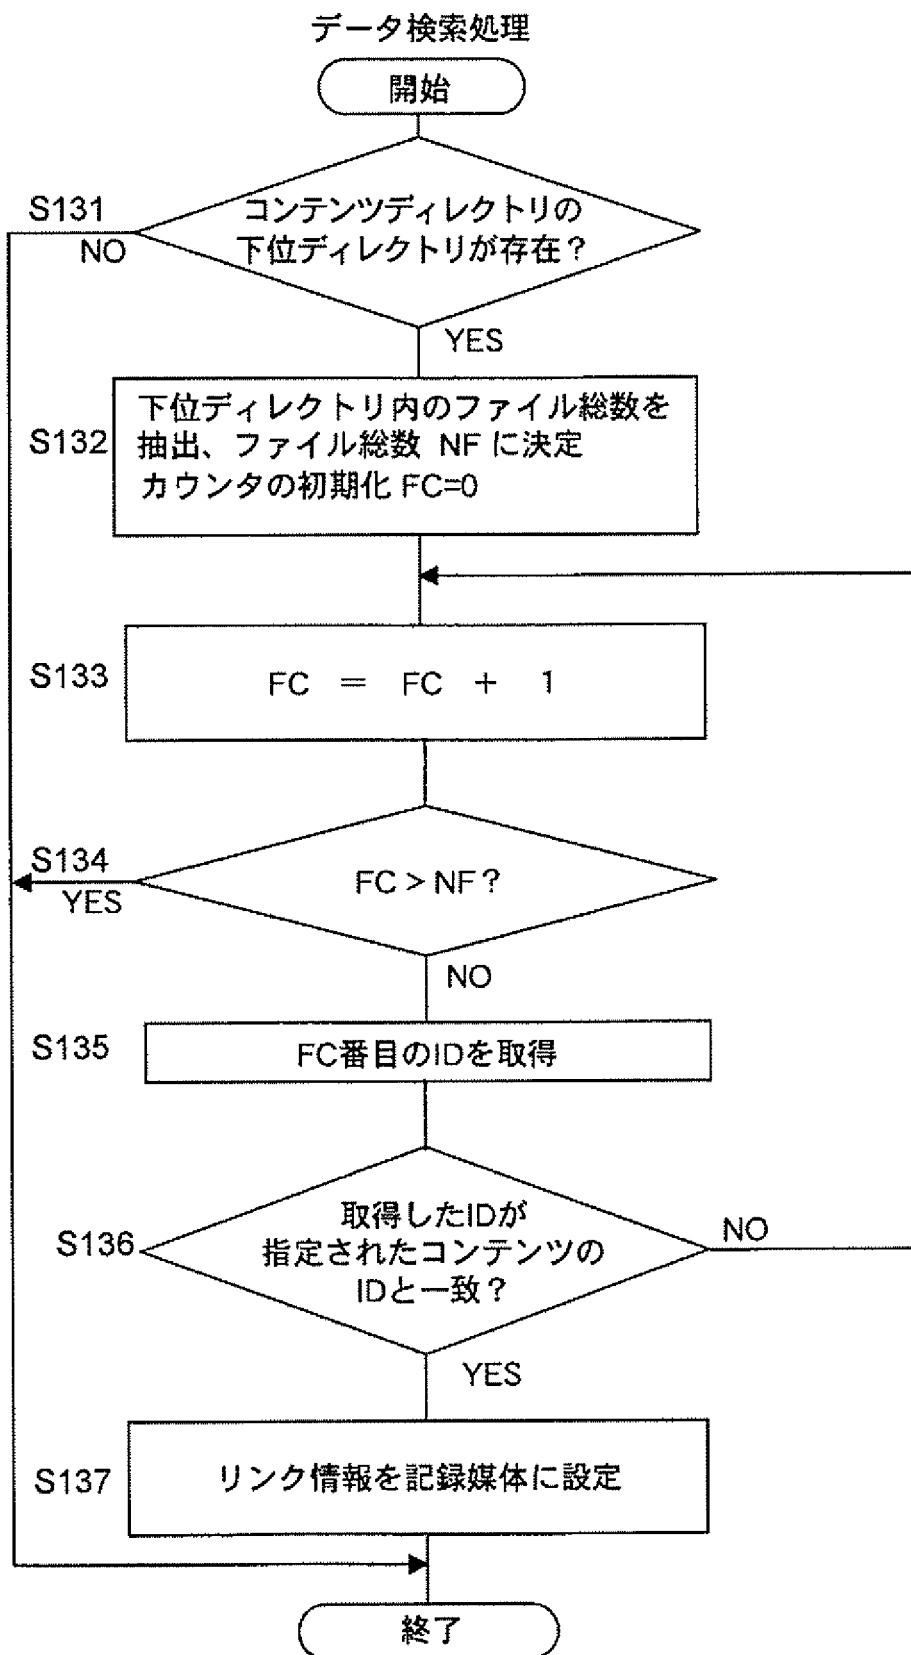 データ検索処理
開始
S131
コンテンツディレクトリの
下位ディレクトリが存在?
NO
YES
S132
下位ディレクトリ内のファイル総数を
抽出、ファイル総数 NF に決定
カウンタの初期化 FC=0
S133
FC = FC + 1
S134
FC > NF?
YES
NO
S135
FC番目のIDを取得
S136
取得したIDが
指定されたコンテンツの
IDと一致?
NO
YES
S137
リンク情報を記録媒体に設定
終了